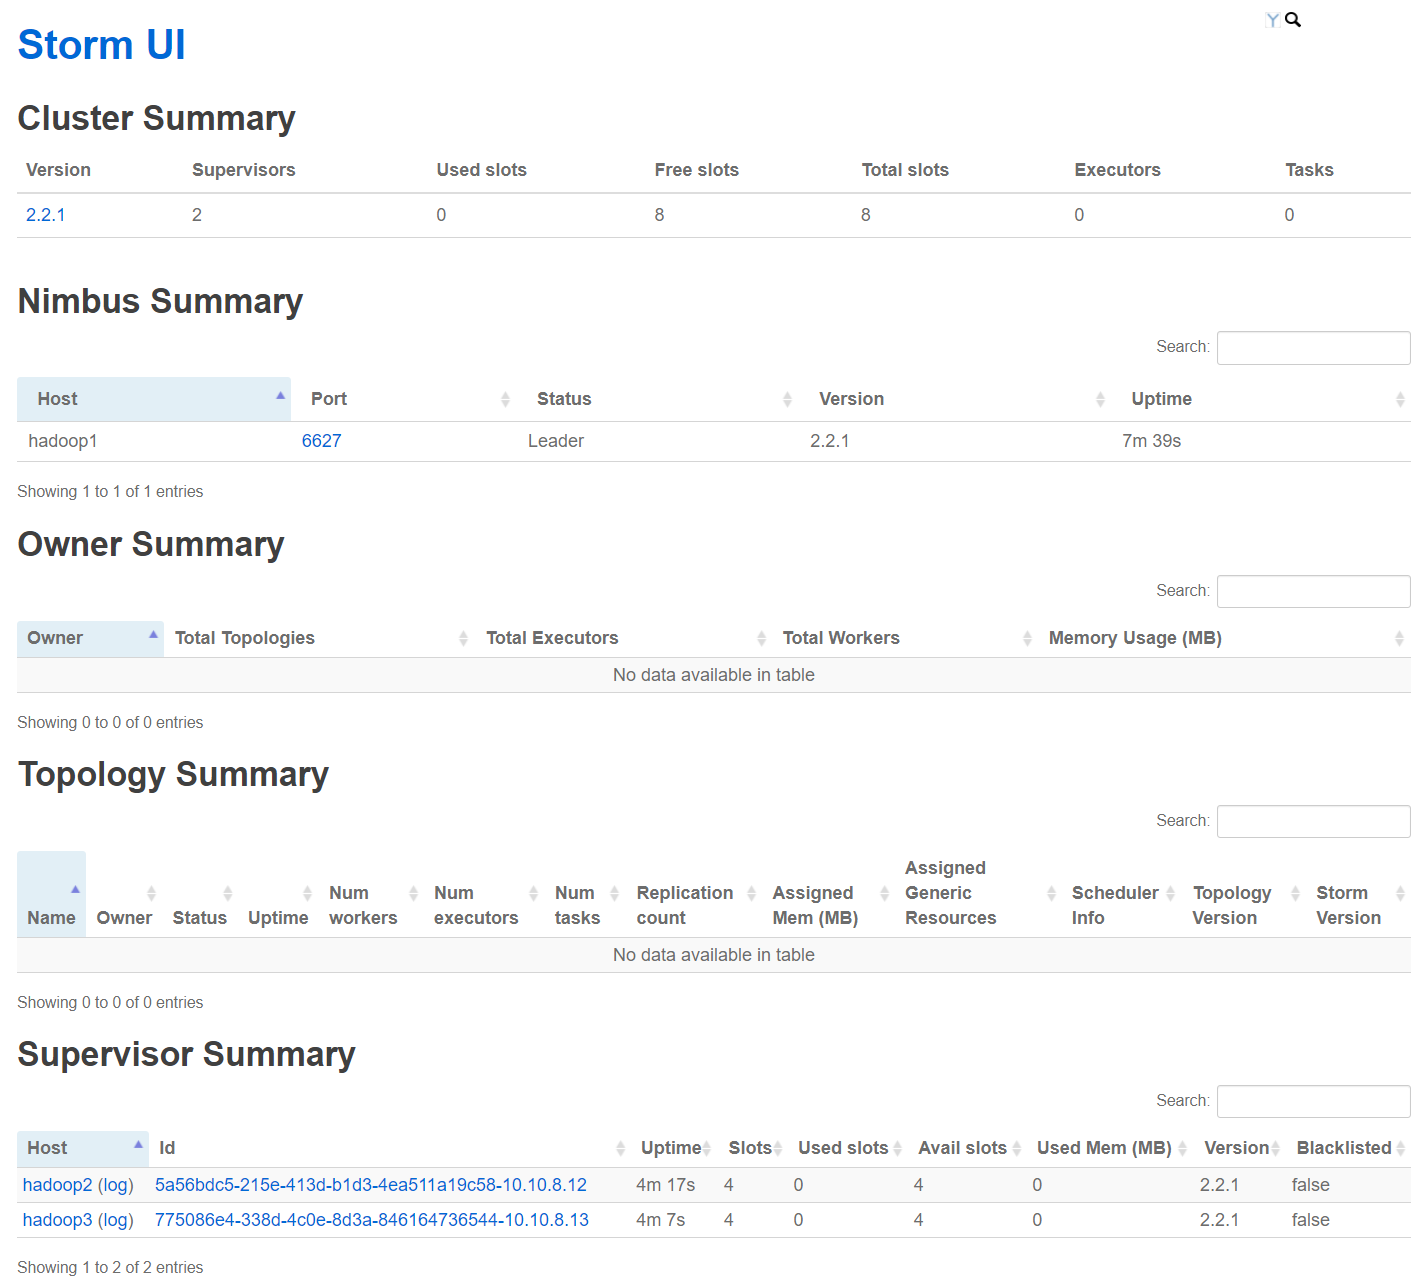 Storm UI
Cluster Summary
Version Supervisors Used slots Free slots Total slots Executors Tasks
2.2.1 2 0 8 8 0 0
Nimbus Summary
Search:
Host Port Status Version Uptime
hadoop1 6627 Leader 2.2.1 7m 39s
Showing 1 to 1 of 1 entries
Owner Summary
Search:
Owner Total Topologies Total Executors Total Workers Memory Usage (MB)
No data available in table
Showing 0 to 0 of 0 entries
Topology Summary
Search:
Name Owner Status Uptime Num workers Num executors Num tasks Replication count Assigned Mem (MB) Assigned Generic Resources Scheduler Info Topology Version Storm Version
No data available in table
Showing 0 to 0 of 0 entries
Supervisor Summary
Search:
Host Id Uptime Slots Used slots Avail slots Used Mem (MB) Version Blacklisted
hadoop2 (log) 5a56bdc5-215e-413d-b1d3-4ea511a19c58-10.10.8.12 4m 17s 4 0 4 0 2.2.1 false
hadoop3 (log) 775086e4-338d-4c0e-8d3a-846164736544-10.10.8.13 4m 7s 4 0 4 0 2.2.1 false
Showing 1 to 2 of 2 entries